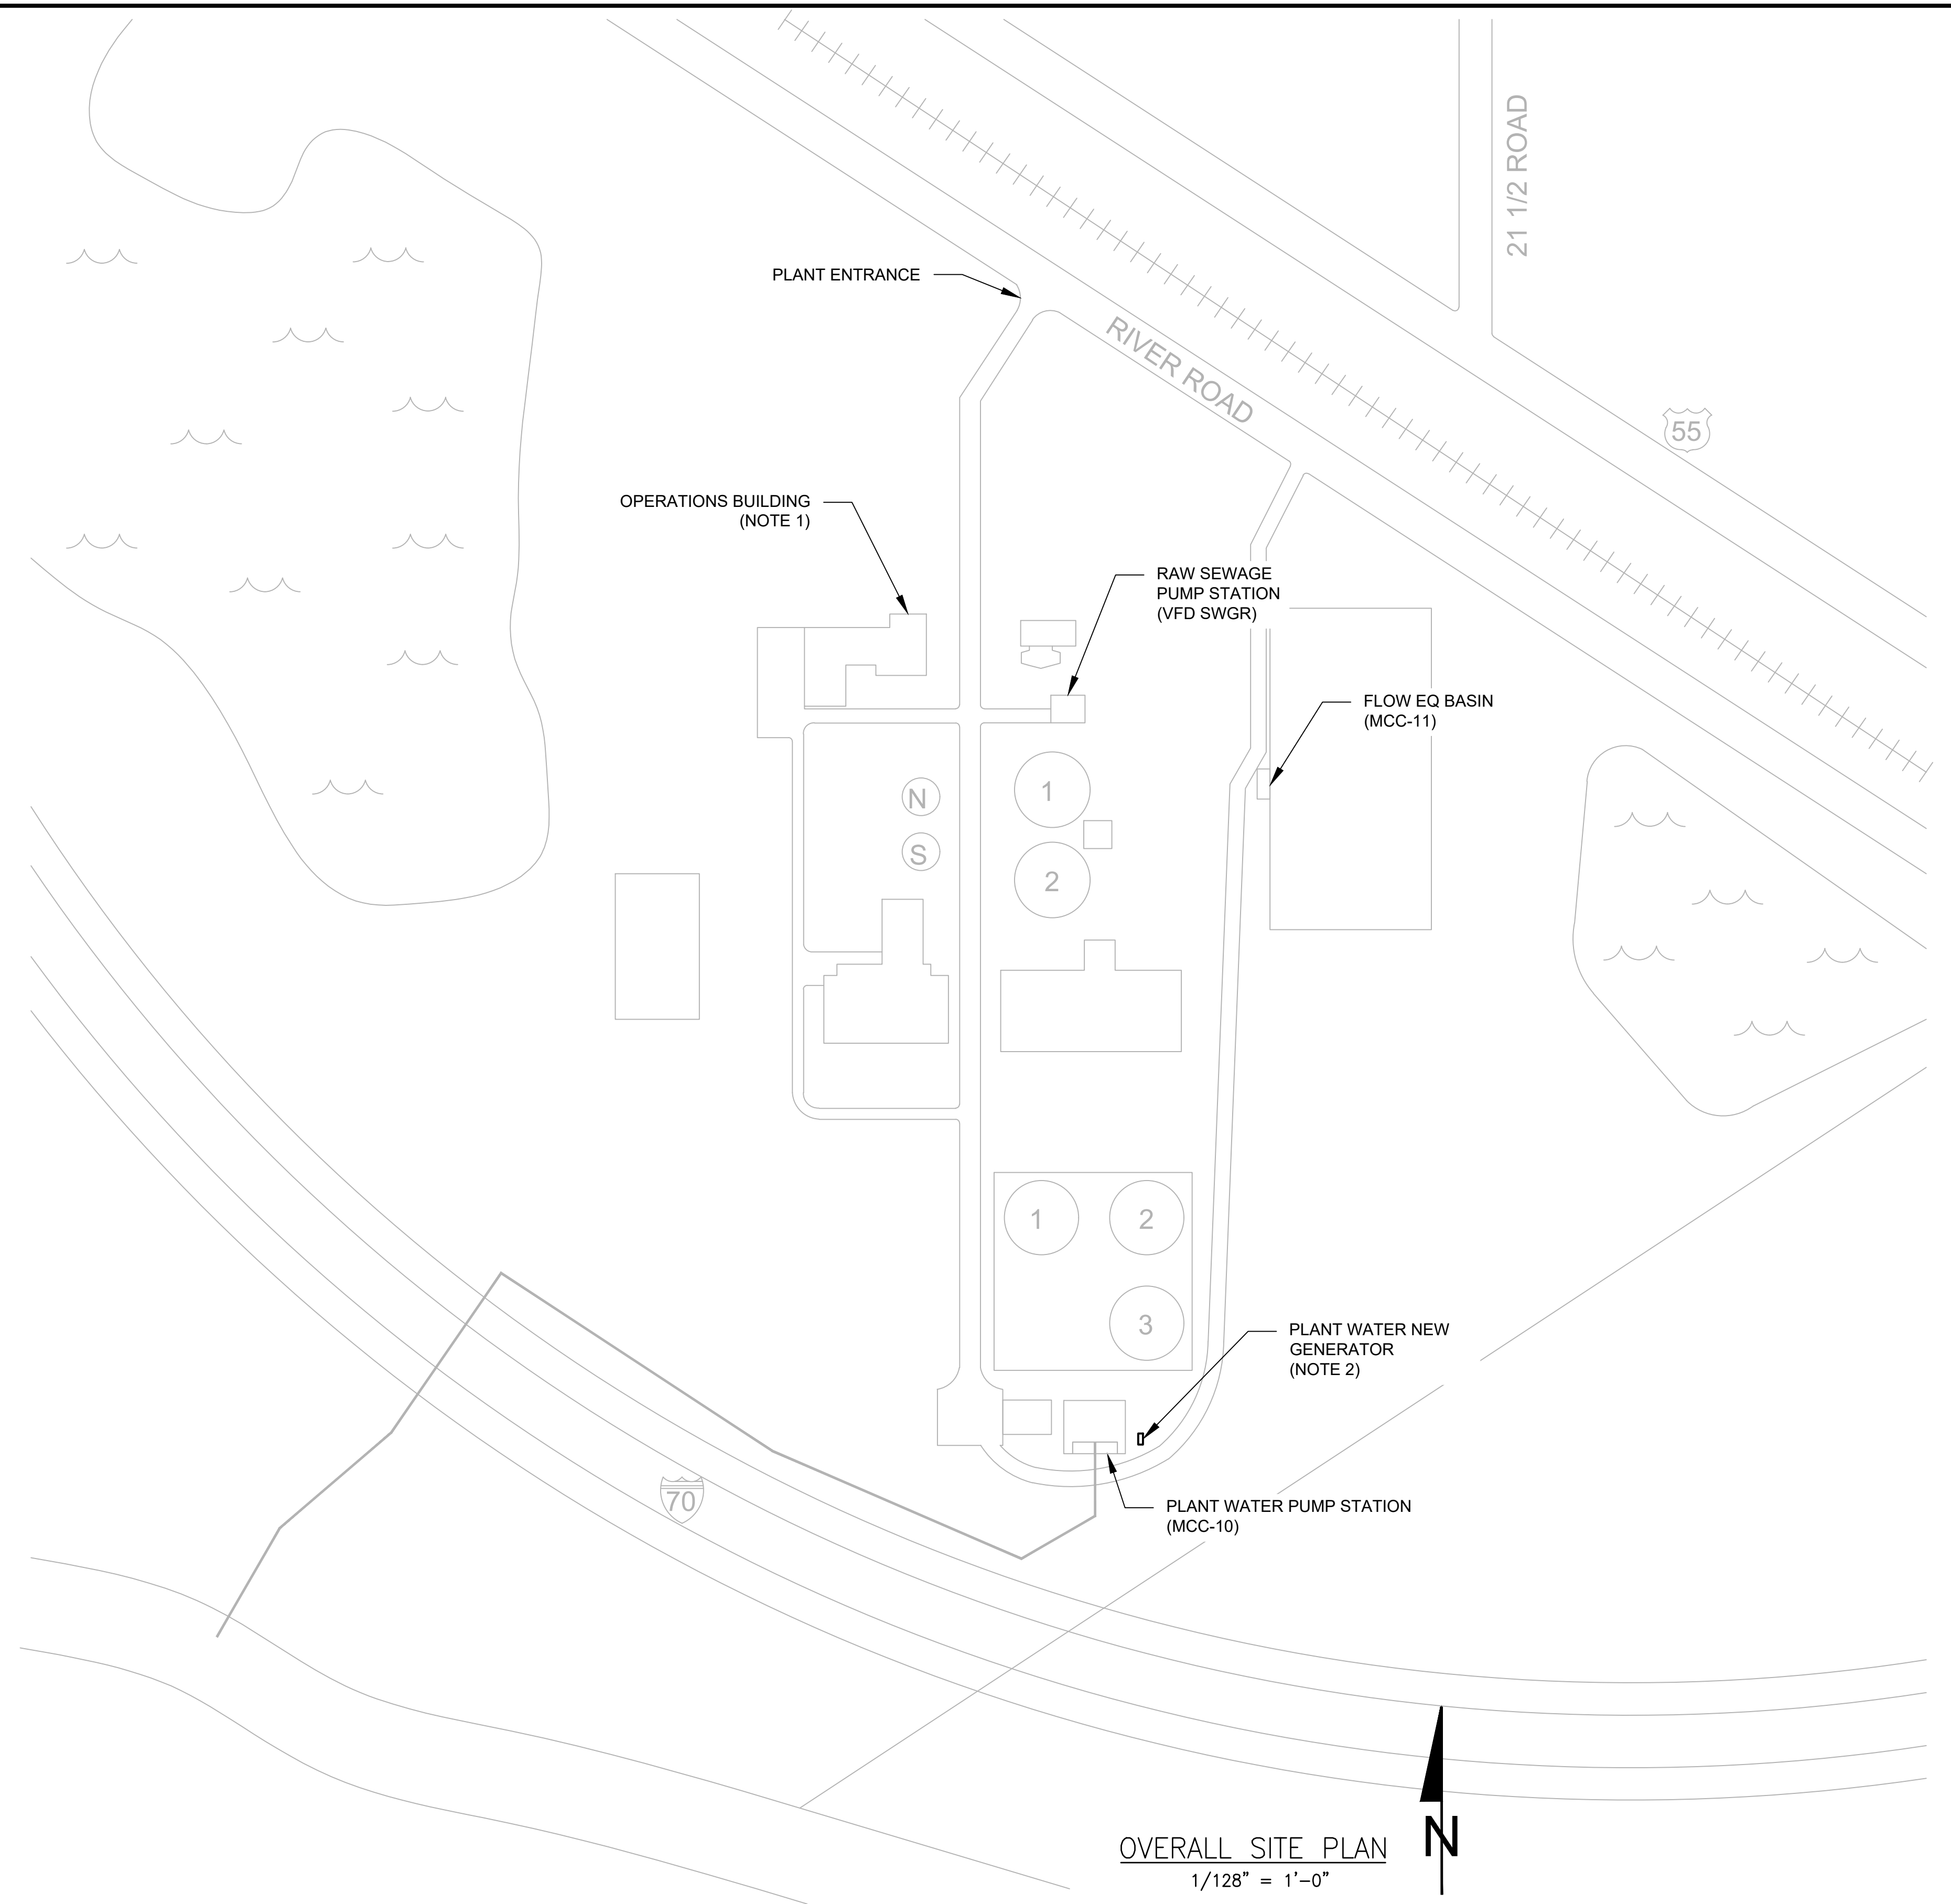 21 1/2 ROAD
PLANT ENTRANCE
RIVER ROAD
55
OPERATIONS BUILDING
(NOTE 1)
RAW SEWAGE
PUMP STATION
(VFD SWGR)
FLOW EQ BASIN
(MCC-11)
N
1
S
2
1
2
3
PLANT WATER NEW
GENERATOR
(NOTE 2)
70
PLANT WATER PUMP STATION
(MCC-10)
N
OVERALL SITE PLAN
1/128" = 1'-0"